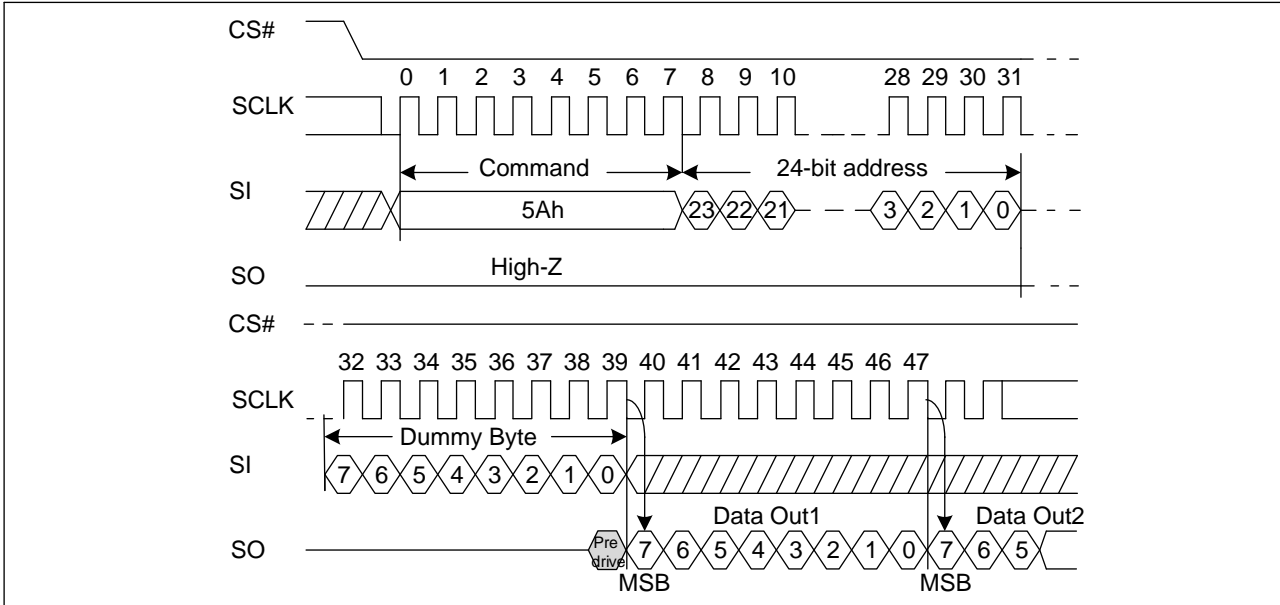 CS#
0 1 2 3 4 5 6 7 8 9 10 28 29 30 31
SCLK
Command 24-bit address
SI
5Ah 23 22 21 3 2 1 0
High-Z
SO
CS#
32 33 34 35 36 37 38 39 40 41 42 43 44 45 46 47
SCLK
Dummy Byte
SI
7 6 5 4 3 2 1 0
Data Out1 Data Out2
SO
Pre drive 7 6 5 4 3 2 1 0 7 6 5
MSB MSB